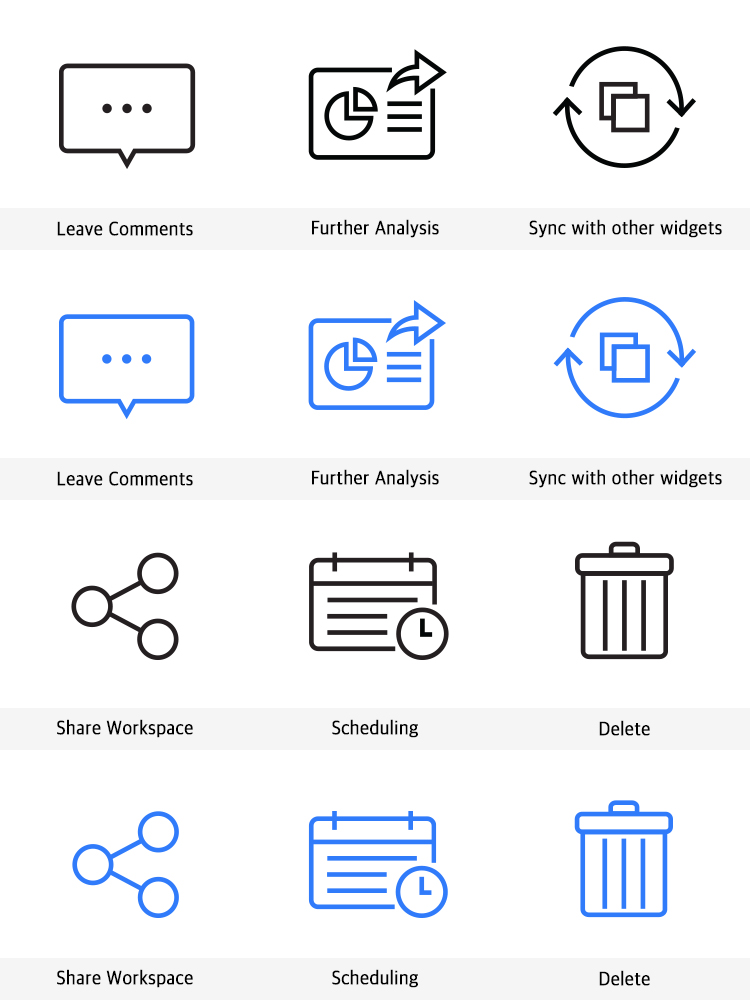 Leave Comments
Further Analysis
Sync with other widgets
Leave Comments
Further Analysis
Sync with other widgets
Share Workspace
Scheduling
Delete
Share Workspace
Scheduling
Delete